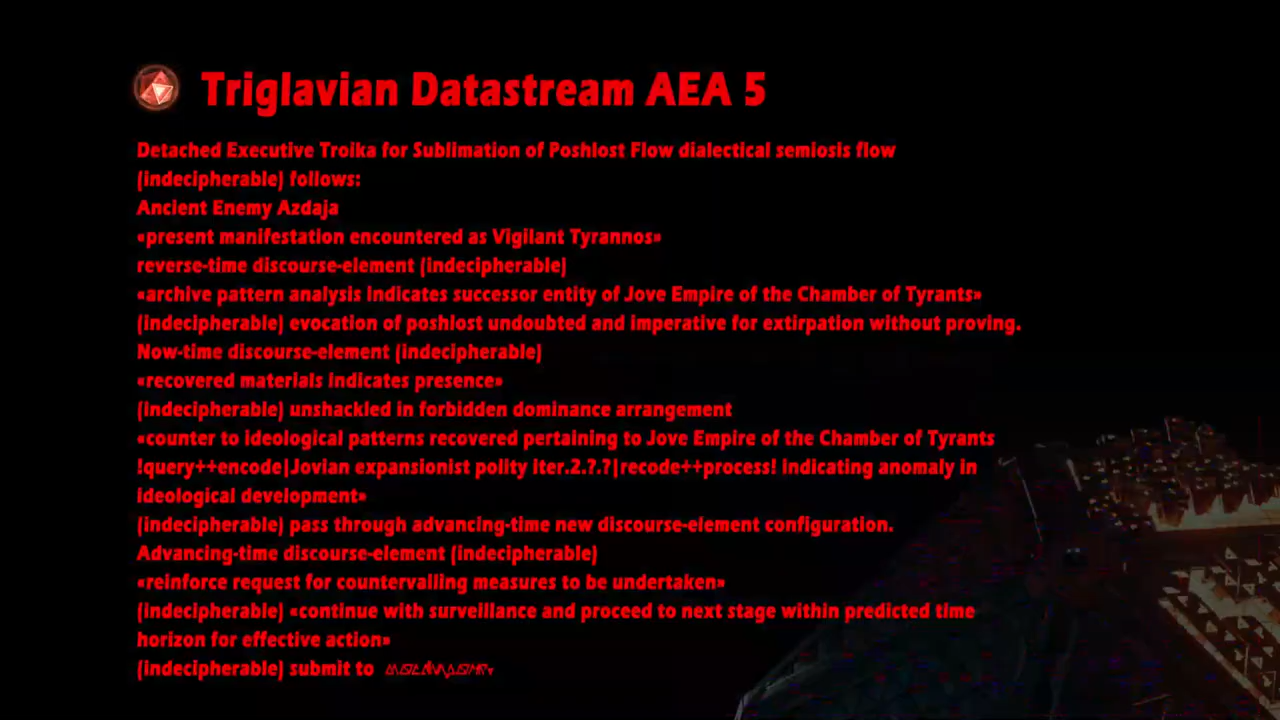 Triglavian Datastream AEA 5
Detached Executive Troika for Sublimation of Poshlost Flow dialectical semiosis flow
(indecipherable) follows:
Ancient Enemy Azdaja
«present manifestation encountered as Vigilant Tyrannos»
reverse-time discourse-element (indecipherable)
«archive pattern analysis indicates successor entity of Jove Empire of the Chamber of Tyrants»
(indecipherable) evocation of poshlost undoubted and imperative for extirpation without proving.
Now-time discourse-element (indecipherable)
«recovered materials indicates presence»
(indecipherable) unshackled in forbidden dominance arrangement
«counter to ideological patterns recovered pertaining to Jove Empire of the Chamber of Tyrants
!query++encode|Jovian expansionist polity iter.2.?.?|recode++process! indicating anomaly in
ideological development»
(indecipherable) pass through advancing-time new discourse-element configuration.
Advancing-time discourse-element (indecipherable)
«reinforce request for countervailing measures to be undertaken»
(indecipherable) «continue with surveillance and proceed to next stage within predicted time
horizon for effective action»
(indecipherable) submit to